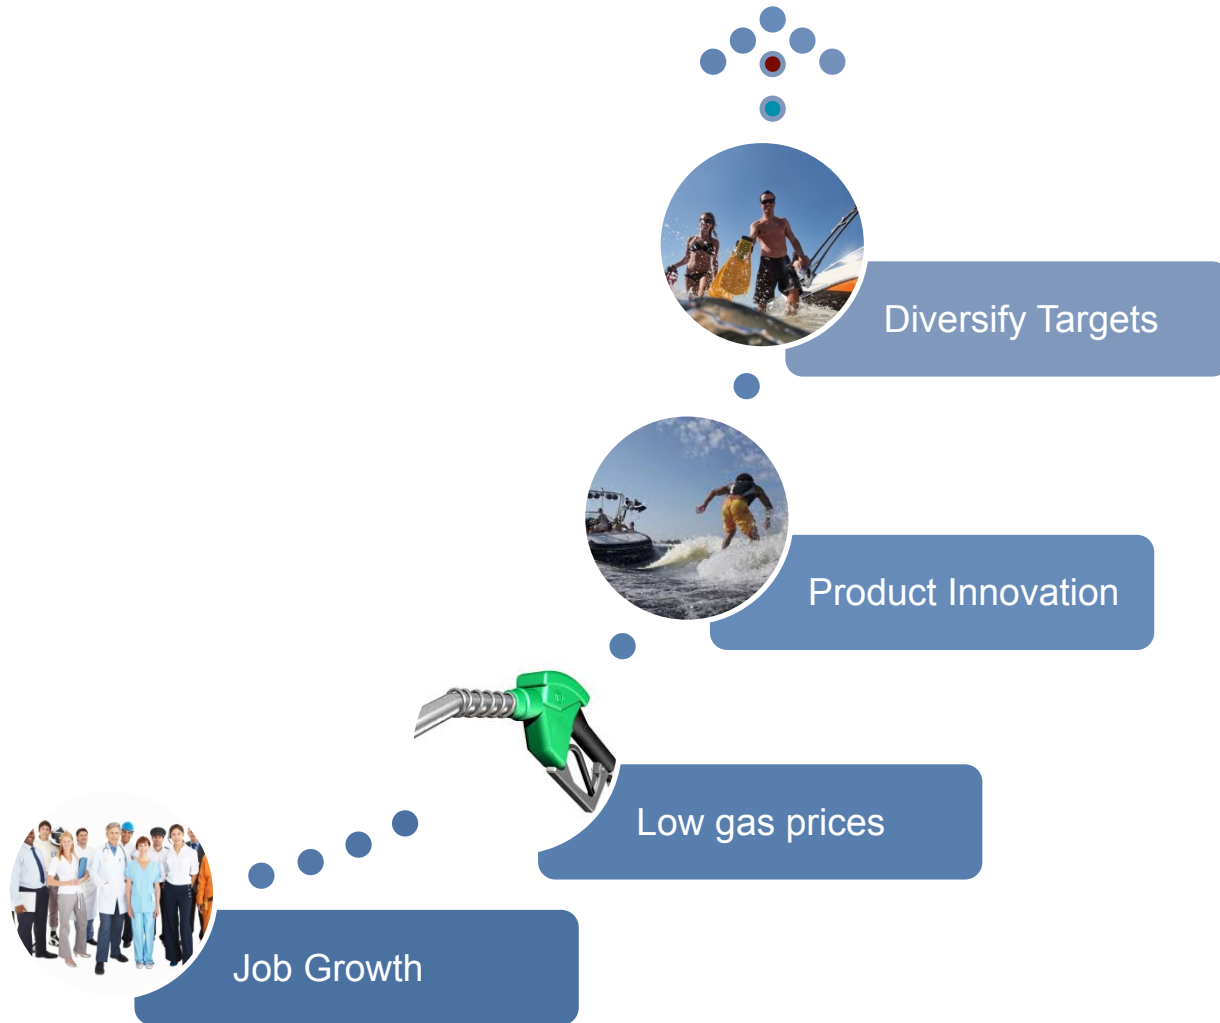 Diversify Targets
Product Innovation
Low gas prices
Job Growth